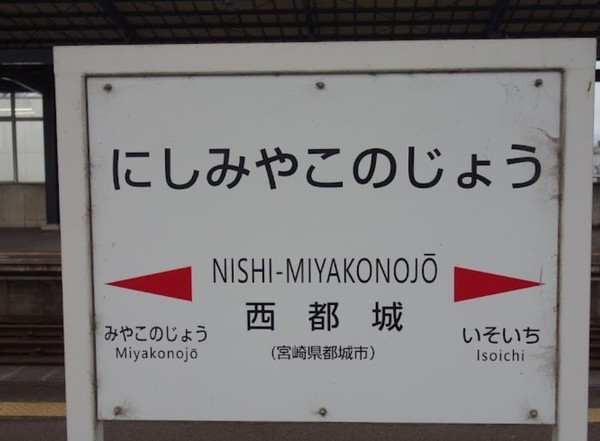 にしみやこのじょう
NISHI-MIYAKONOJŌ
西都城
(宮崎県都城市)
みやこのじょう
Miyakonojō
いそいち
Isoichi